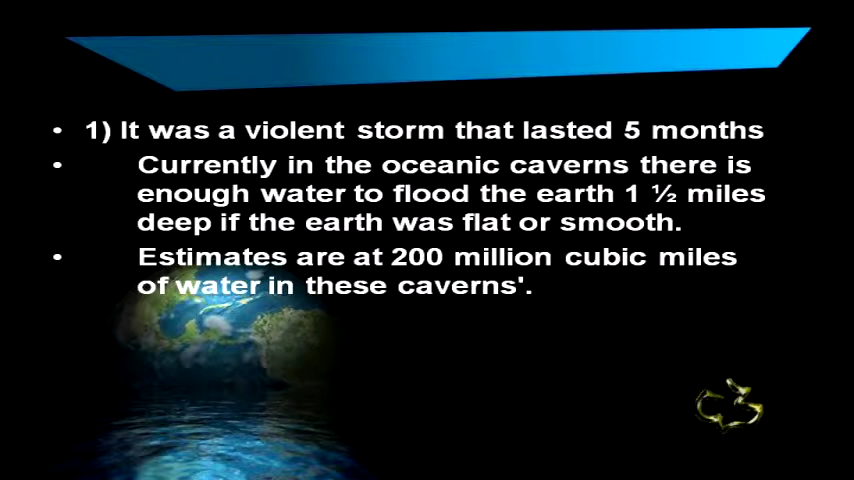 • 1) It was a violent storm that lasted 5 months
• Currently in the oceanic caverns there is
enough water to flood the earth 1 ½ miles
deep if the earth was flat or smooth.
• Estimates are at 200 million cubic miles
of water in these caverns'.
C3